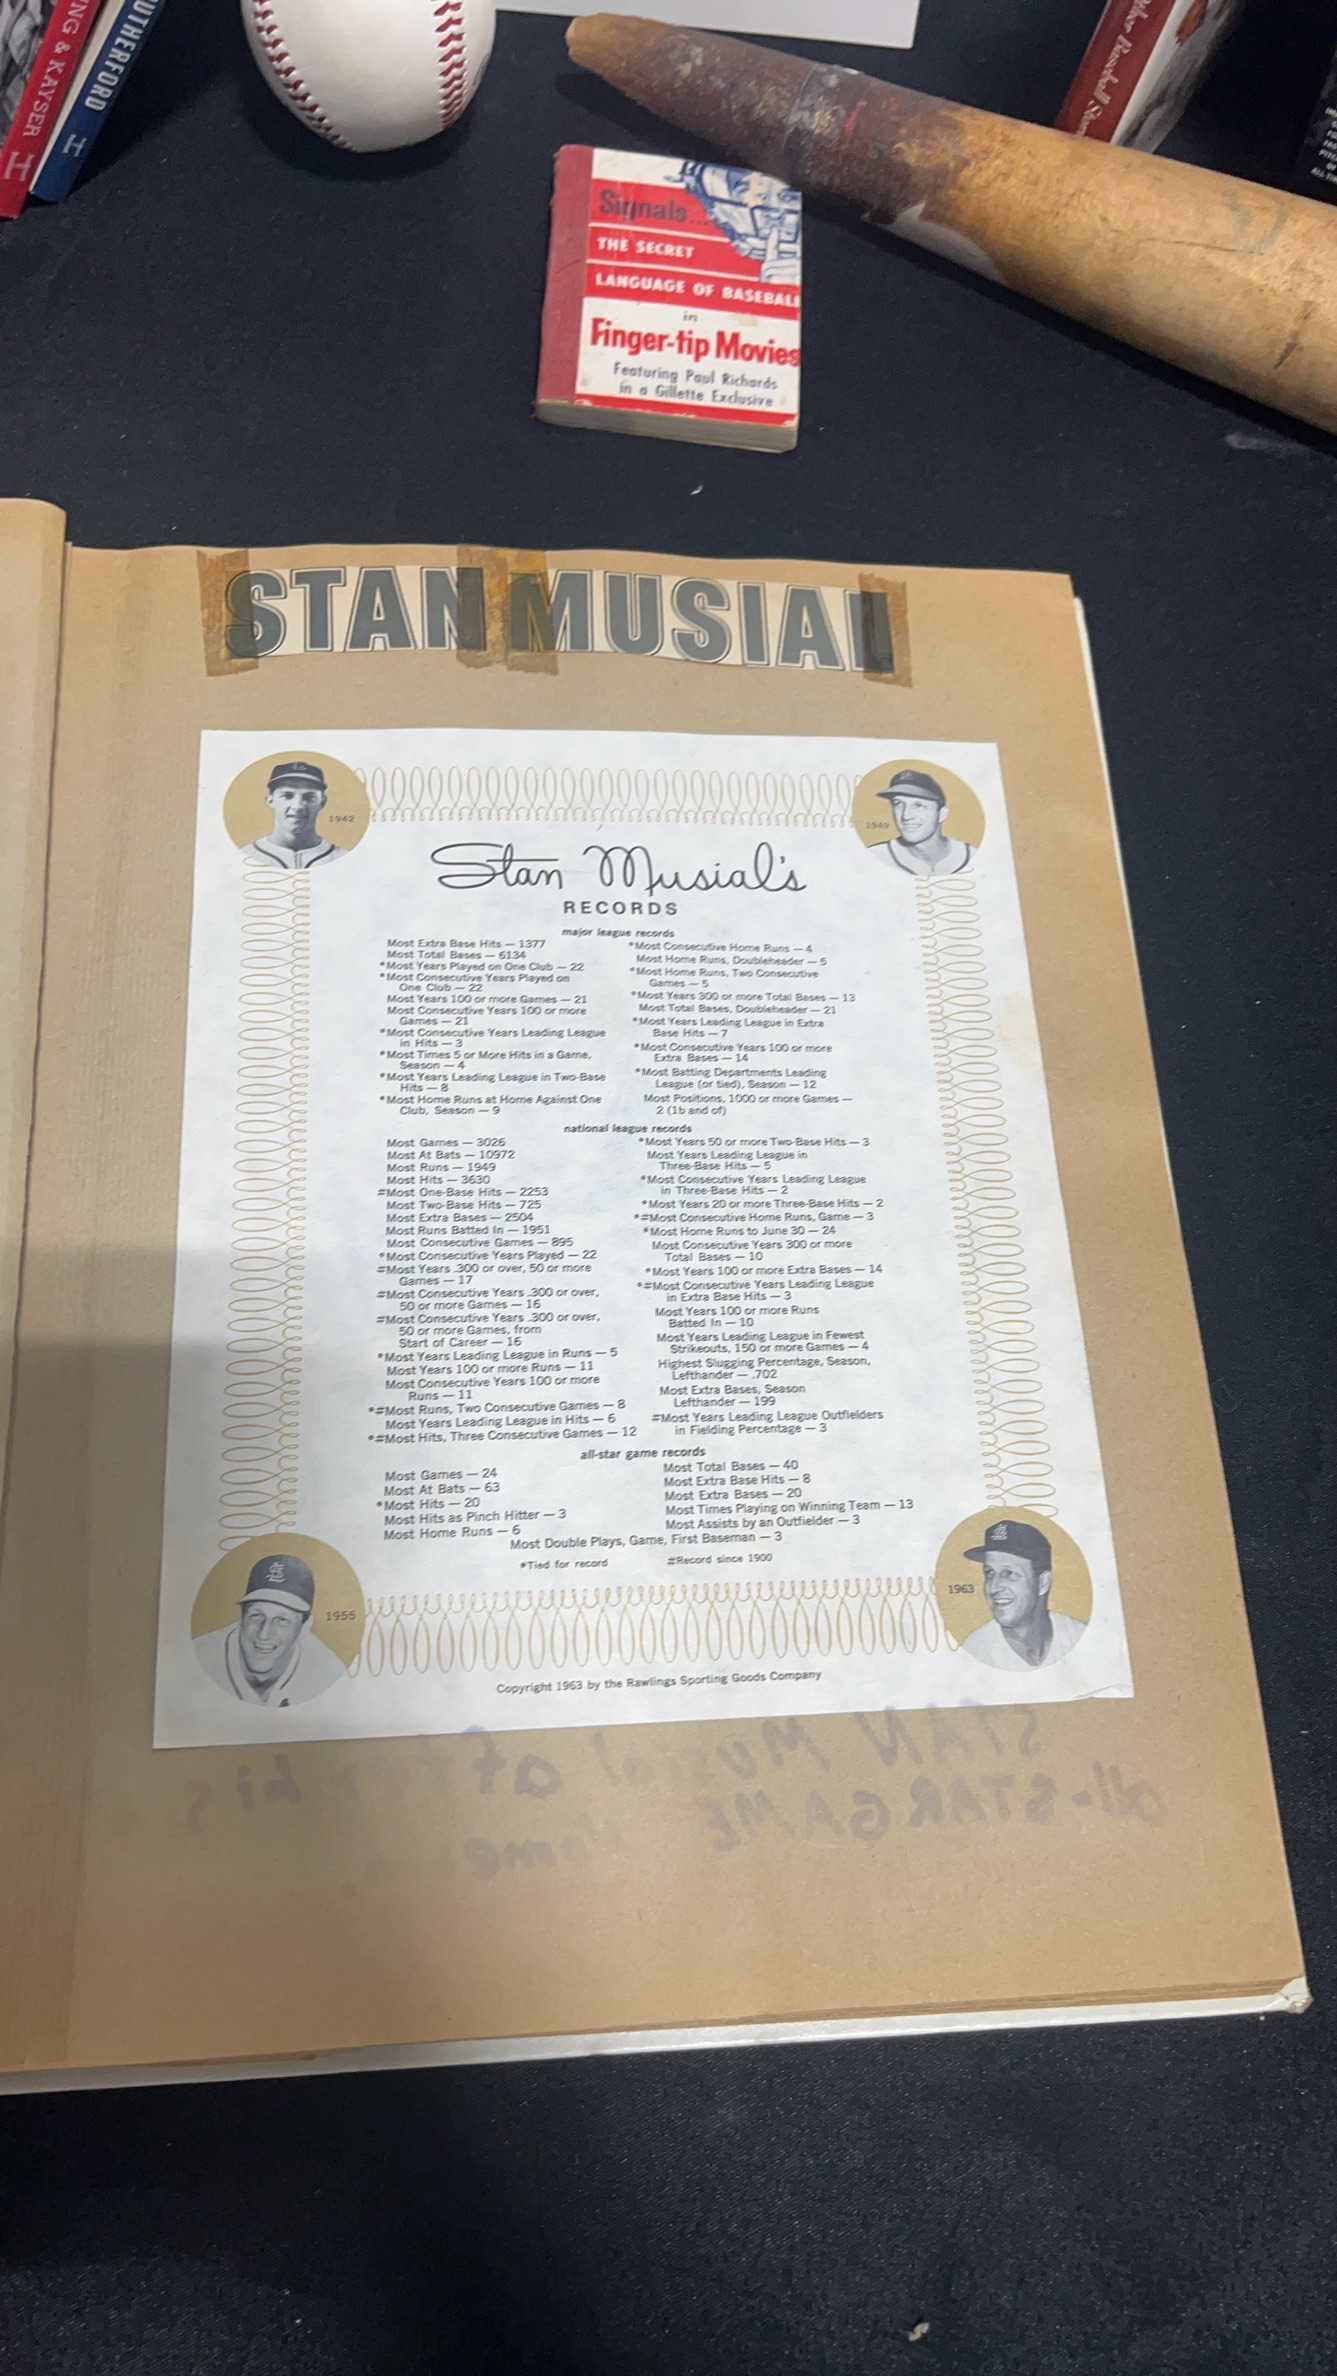 NG & KAYSER
UTHERFORD
Signals...
THE SECRET
LANGUAGE OF BASEBALL
in
Finger-tip Movies
Featuring Paul Richards
in a Gillette Exclusive
STAN MUSIAL
1942
1949
Stan Musial's
RECORDS
major league records
Most Extra Base Hits — 1377
Most Total Bases — 6134
*Most Years Played on One Club — 22
*Most Consecutive Years Played on
One Club — 22
Most Years 100 or more Games — 21
Most Consecutive Years 100 or more
Games — 21
*Most Consecutive Years Leading League
in Hits — 3
*Most Times 5 or More Hits in a Game,
Season — 4
*Most Years Leading League in Two-Base
Hits — 8
*Most Home Runs at Home Against One
Club, Season — 9
*Most Consecutive Home Runs — 4
Most Home Runs, Doubleheader — 5
*Most Home Runs, Two Consecutive
Games — 5
*Most Years 300 or more Total Bases — 13
Most Total Bases, Doubleheader — 21
*Most Years Leading League in Extra
Base Hits — 7
*Most Consecutive Years 100 or more
Extra Bases — 14
*Most Batting Departments Leading
League (or tied), Season — 12
Most Positions, 1000 or more Games —
2 (1b and of)
national league records
Most Games — 3026
Most At Bats — 10972
Most Runs — 1949
Most Hits — 3630
#Most One-Base Hits — 2253
Most Two-Base Hits — 725
Most Extra Bases — 2504
Most Runs Batted In — 1951
Most Consecutive Games — 895
*Most Consecutive Years Played — 22
#Most Years .300 or over, 50 or more
Games — 17
#Most Consecutive Years .300 or over,
50 or more Games — 16
#Most Consecutive Years .300 or over,
50 or more Games, from
Start of Career — 16
*Most Years Leading League in Runs — 5
Most Years 100 or more Runs — 11
Most Consecutive Years 100 or more
Runs — 11
*#Most Runs, Two Consecutive Games — 8
Most Years Leading League in Hits — 6
*#Most Hits, Three Consecutive Games — 12
*Most Years 50 or more Two-Base Hits — 3
Most Years Leading League in
Three-Base Hits — 5
*Most Consecutive Years Leading League
in Three-Base Hits — 2
*Most Years 20 or more Three-Base Hits — 2
*#Most Consecutive Home Runs, Game — 3
*Most Home Runs to June 30 — 24
Most Consecutive Years 300 or more
Total Bases — 10
*Most Years 100 or more Extra Bases — 14
*#Most Consecutive Years Leading League
in Extra Base Hits — 3
Most Years 100 or more Runs
Batted In — 10
Most Years Leading League in Fewest
Strikeouts, 150 or more Games — 4
Highest Slugging Percentage, Season,
Lefthander — .702
Most Extra Bases, Season
Lefthander — 199
#Most Years Leading League Outfielders
in Fielding Percentage — 3
all-star game records
Most Games — 24
Most At Bats — 63
*Most Hits — 20
Most Hits as Pinch Hitter — 3
Most Home Runs — 6
Most Total Bases — 40
Most Extra Base Hits — 8
Most Extra Bases — 20
Most Times Playing on Winning Team — 13
Most Assists by an Outfielder — 3
Most Double Plays, Game, First Baseman — 3
*Tied for record #Record since 1900
1955
1963
Copyright 1963 by the Rawlings Sporting Goods Company
STAN Musial
all-STAR GAME